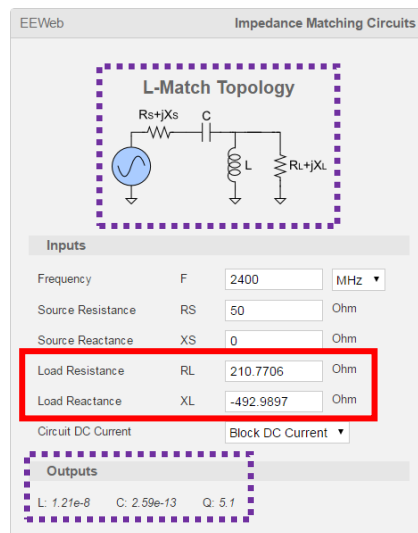 EEWeb Impedance Matching Circuits
L-Match Topology
Rs+jXs C
L RL+jXL
Inputs
Frequency F 2400 MHz
Source Resistance RS 50 Ohm
Source Reactance XS 0 Ohm
Load Resistance RL 210.7706 Ohm
Load Reactance XL -492.9897 Ohm
Circuit DC Current Block DC Current
Outputs
L: 1.21e-8 C: 2.59e-13 Q: 5.1